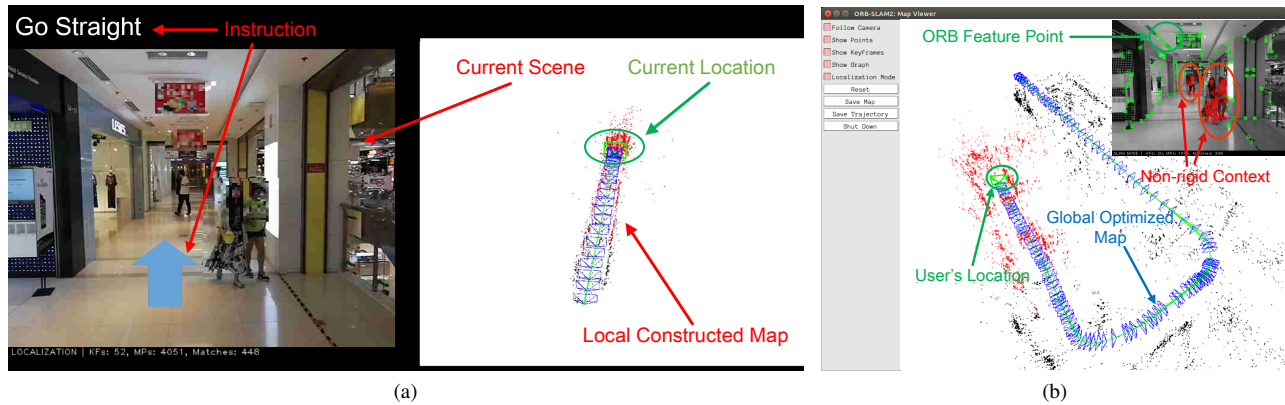 Go Straight
Instruction
Current Scene
Current Location
Local Constructed Map
LOCALIZATION | KFs: 52, MPs: 4051, Matches: 448
(a)
ORB-SLAM2: Map Viewer
Follow Camera
Show Points
Show KeyFrames
Show Graph
Localization Mode
Reset
Save Map
Save Trajectory
Shut Down
ORB Feature Point
Non-rigid Context
Global Optimized
Map
User's Location
(b)